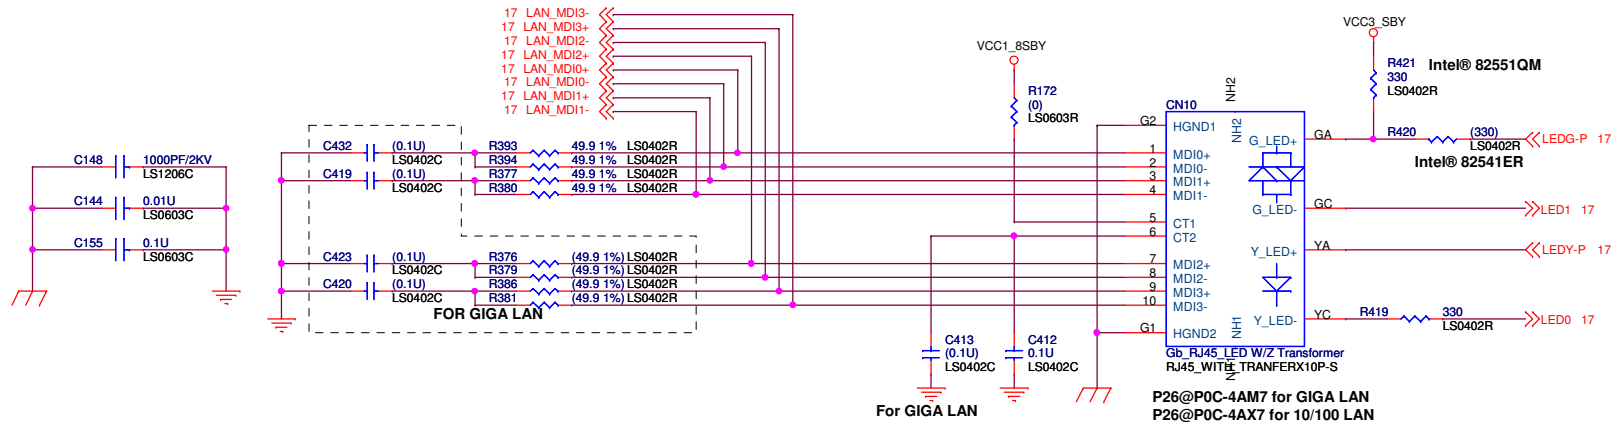 17 LAN_MDI3-
17 LAN_MDI3+
17 LAN_MDI2-
17 LAN_MDI2+
17 LAN_MDI0+
17 LAN_MDI0-
17 LAN_MDI1+
17 LAN_MDI1-
VCC1_8SBY
R172
(0)
LS0603R
VCC3_SBY
R421
330
LS0402R
Intel® 82551QM
NH2
CN10
G2
HGND1
NH2
G_LED+
GA
R420
(330)
LS0402R
LEDG-P 17
Intel® 82541ER
C148
1000PF/2KV
LS1206C
C144
0.01U
LS0603C
C155
0.1U
LS0603C
C432
(0.1U)
LS0402C
C419
(0.1U)
LS0402C
R393 49.9 1% LS0402R
R394 49.9 1% LS0402R
R377 49.9 1% LS0402R
R380 49.9 1% LS0402R
1 MDI0+
2 MDI0-
3 MDI1+
4 MDI1-
5 CT1
6 CT2
G_LED-
GC
LED1 17
Y_LED+
YA
LEDY-P 17
C423
(0.1U)
LS0402C
C420
(0.1U)
LS0402C
R376 (49.9 1%) LS0402R
R379 (49.9 1%) LS0402R
R386 (49.9 1%) LS0402R
R381 (49.9 1%) LS0402R
FOR GIGA LAN
7 MDI2+
8 MDI2-
9 MDI3+
10 MDI3-
Y_LED-
YC
R419
330
LS0402R
LED0 17
G1
HGND2
NH1
C413
(0.1U)
LS0402C
C412
0.1U
LS0402C
For GIGA LAN
Gb_RJ45_LED W/Z Transformer
RJ45_WITH_TRANFERX10P-S
NH1
P26@P0C-4AM7 for GIGA LAN
P26@P0C-4AX7 for 10/100 LAN